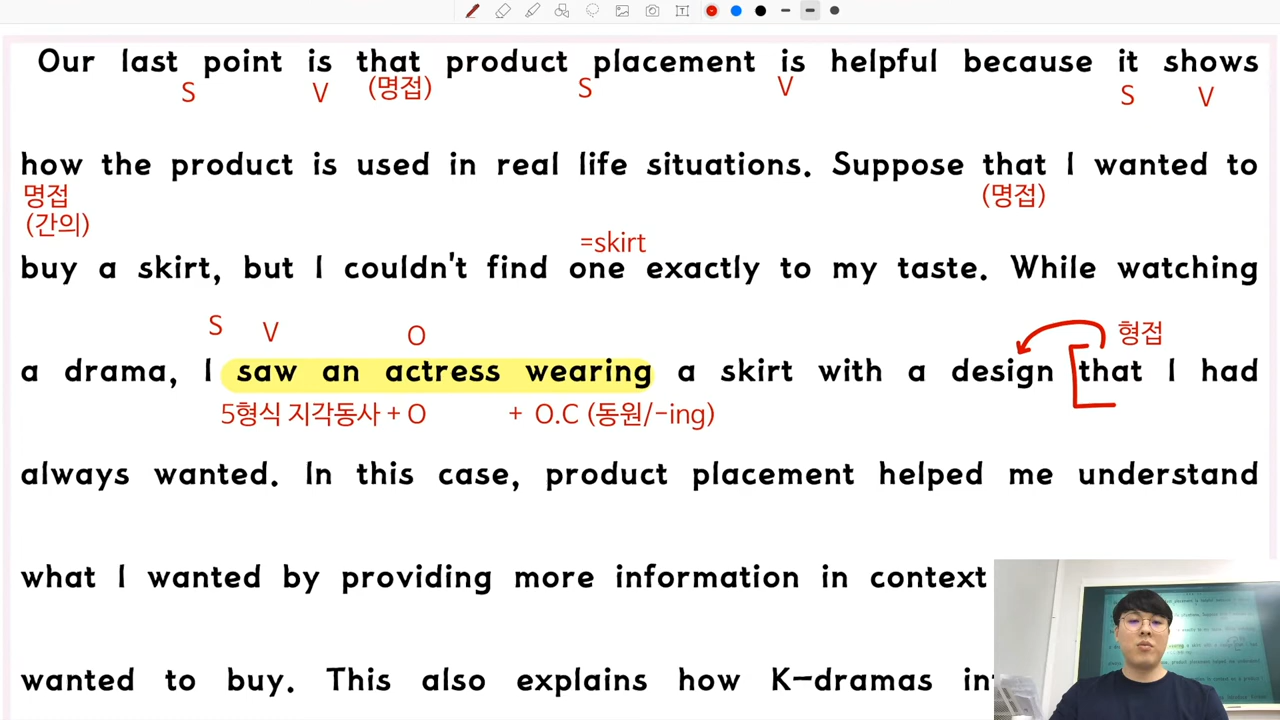 Our last point is that product placement is helpful because it shows
S V (명접) S V S V
how the product is used in real life situations. Suppose that I wanted to
명접 (명접)
(간의)
=skirt
buy a skirt, but I couldn't find one exactly to my taste. While watching
S V O 형접
a drama, I saw an actress wearing a skirt with a design that I had
5형식 지각동사 + O + O.C (동원/-ing)
always wanted. In this case, product placement helped me understand
what I wanted by providing more information in context
wanted to buy. This also explains how K-dramas